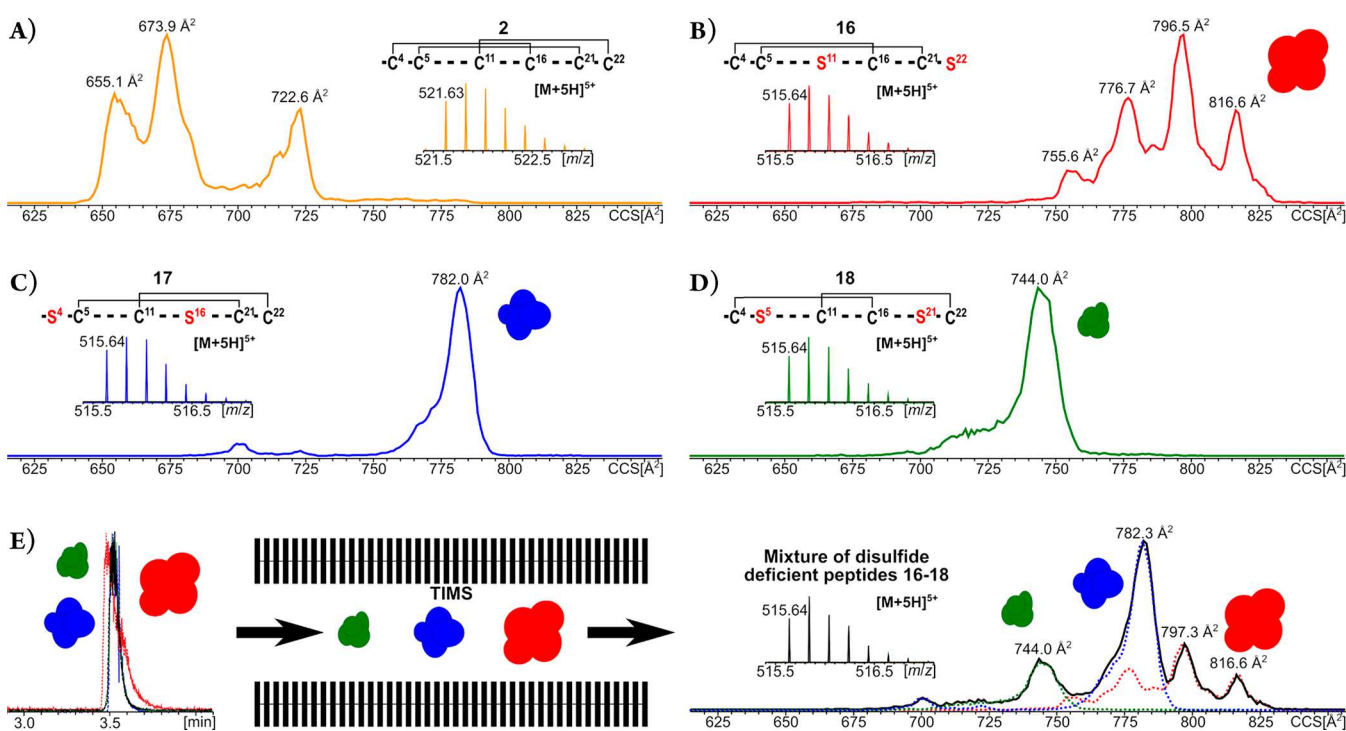 A)
673.9 Å²
655.1 Å²
722.6 Å²
2
-C⁴--C⁵-----C¹¹-----C¹⁶-----C²¹--C²²
[M+5H]⁵⁺
521.63
521.5 522.5 [m/z]
625 650 675 700 725 750 775 800 825 CCS[Å²]
B)
796.5 Å²
776.7 Å²
816.6 Å²
755.6 Å²
16
-C⁴--C⁵-----S¹¹-----C¹⁶-----C²¹-S²²
[M+5H]⁵⁺
515.64
515.5 516.5 [m/z]
625 650 675 700 725 750 775 800 825 CCS[Å²]
C)
782.0 Å²
17
-S⁴-C⁵-----C¹¹-----S¹⁶-----C²¹-C²²
[M+5H]⁵⁺
515.64
515.5 516.5 [m/z]
625 650 675 700 725 750 775 800 825 CCS[Å²]
D)
744.0 Å²
18
-C⁴--S⁵-----C¹¹-----C¹⁶-----S²¹--C²²
[M+5H]⁵⁺
515.64
515.5 516.5 [m/z]
625 650 675 700 725 750 775 800 825 CCS[Å²]
E)
3.0 3.5 [min]
TIMS
Mixture of disulfide
deficient peptides 16-18
[M+5H]⁵⁺
515.64
515.5 516.5 [m/z]
782.3 Å²
744.0 Å²
797.3 Å²
816.6 Å²
625 650 675 700 725 750 775 800 825 CCS[Å²]